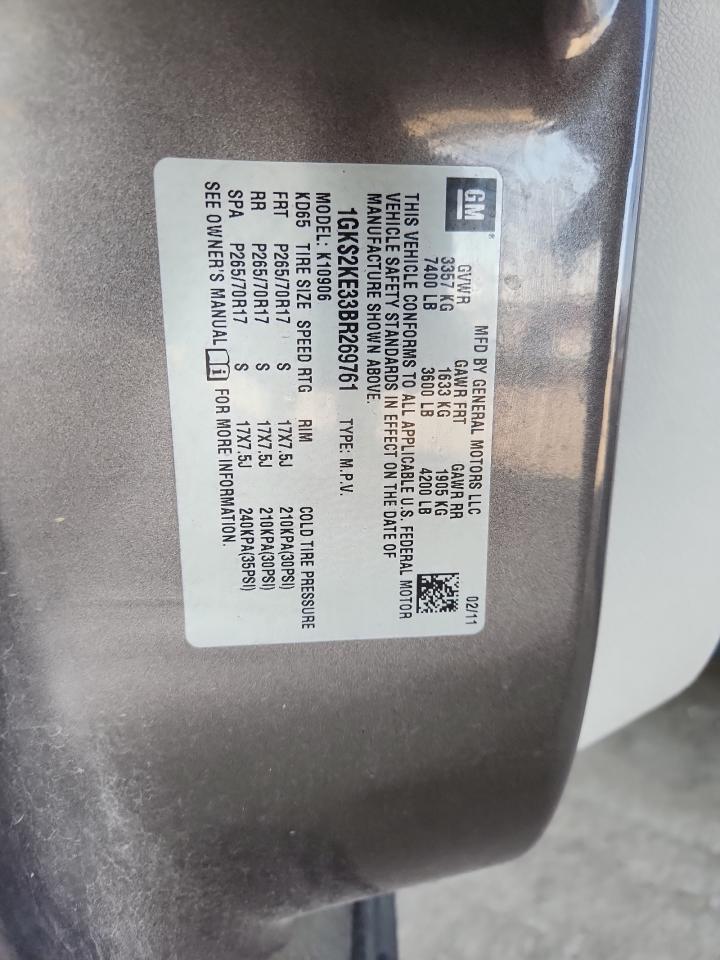 GM
MFD BY GENERAL MOTORS LLC 02/11
GVWR GAWR FRT GAWR RR
3357 KG 1633 KG 1905 KG
7400 LB 3600 LB 4200 LB
THIS VEHICLE CONFORMS TO ALL APPLICABLE U.S. FEDERAL MOTOR
VEHICLE SAFETY STANDARDS IN EFFECT ON THE DATE OF
MANUFACTURE SHOWN ABOVE.
1GKS2KE33BR269761 TYPE: M.P.V.
MODEL: K10906
KD65 TIRE SIZE SPEED RTG RIM COLD TIRE PRESSURE
FRT P265/70R17 S 17X7.5J 210KPA(30PSI)
RR P265/70R17 S 17X7.5J 210KPA(30PSI)
SPA P265/70R17 S 17X7.5J 240KPA(35PSI)
SEE OWNER'S MANUAL i FOR MORE INFORMATION.